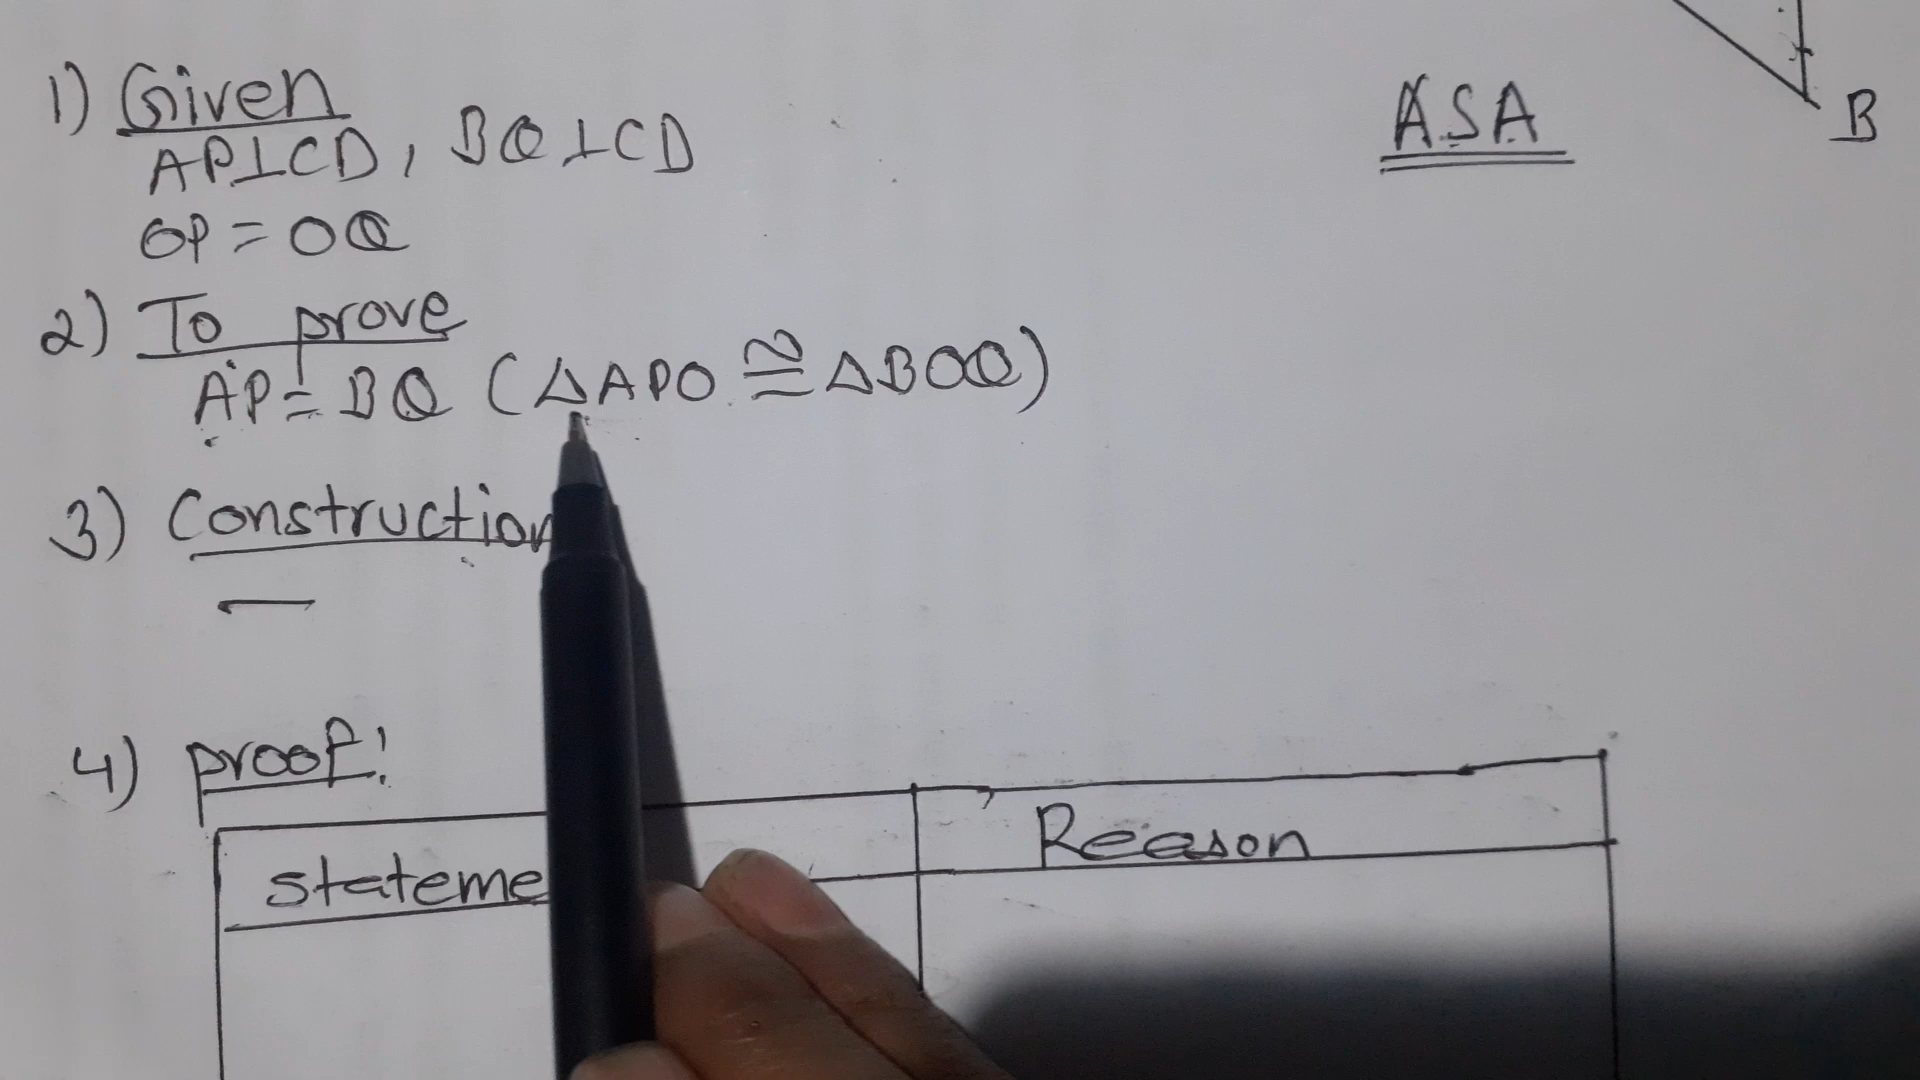 1) Given
AP⊥CD, BQ⊥CD
OP = OQ
2) To prove
AP = BQ (△APO ≅ △BOQ)
3) Construction
—
4) proof!
Reason
ASA
B